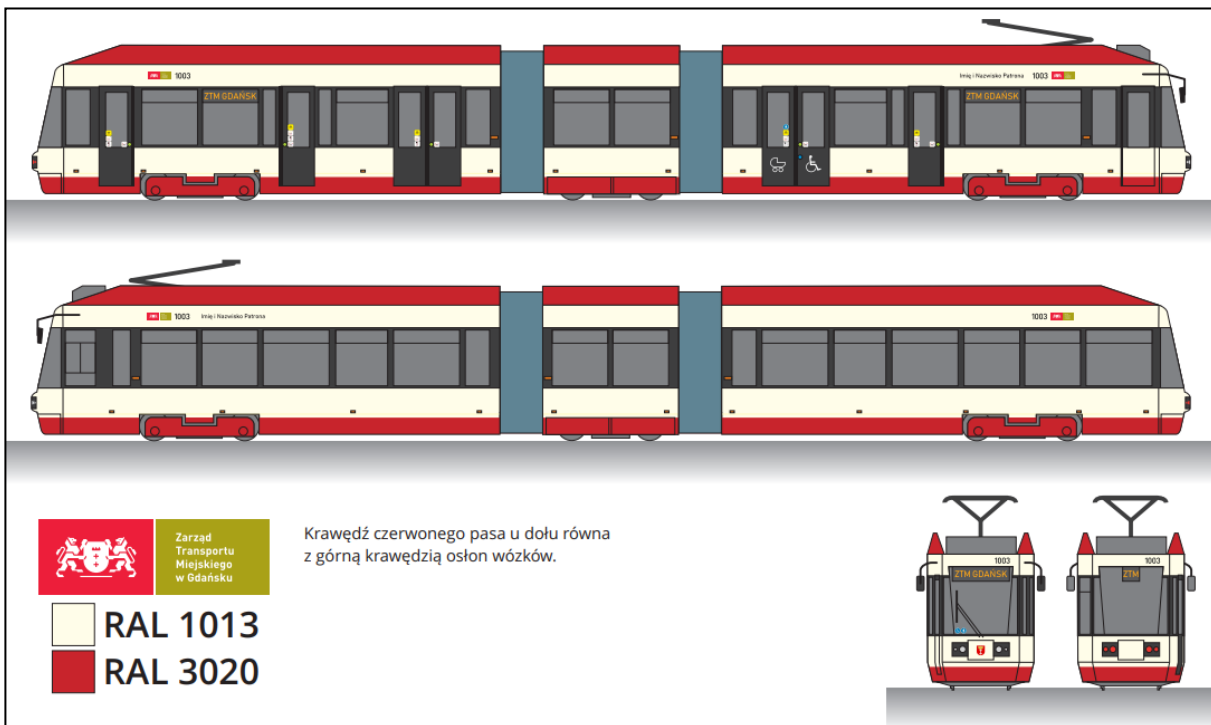 1003
ZTM GDAŃSK
Imię i Nazwisko Patrona 1003
ZTM GDAŃSK
1003 Imię i Nazwisko Patrona
1003
Zarząd
Transportu
Miejskiego
w Gdańsku
Krawędź czerwonego pasa u dołu równa
z górną krawędzią osłon wózków.
RAL 1013
RAL 3020
1003
ZTM GDAŃSK
1003
ZTM